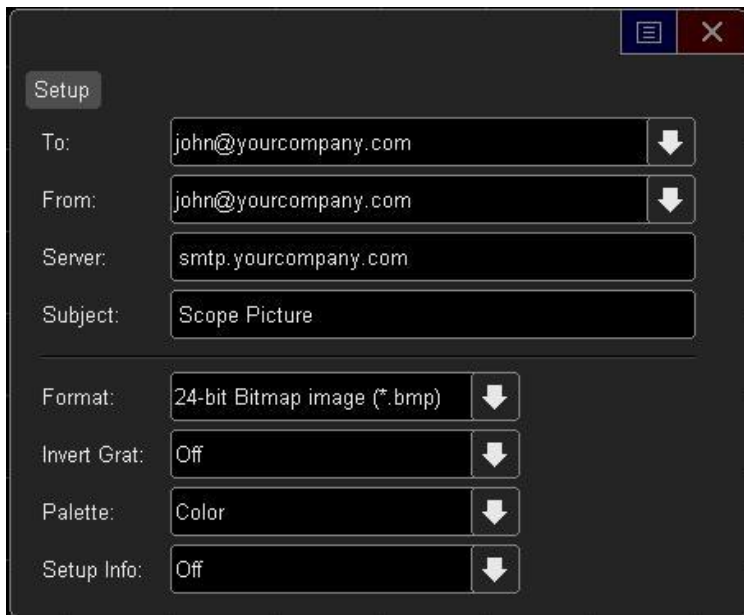 Setup
To: john@yourcompany.com
From: john@yourcompany.com
Server: smtp.yourcompany.com
Subject: Scope Picture
Format: 24-bit Bitmap image (*.bmp)
Invert Grat: Off
Palette: Color
Setup Info: Off